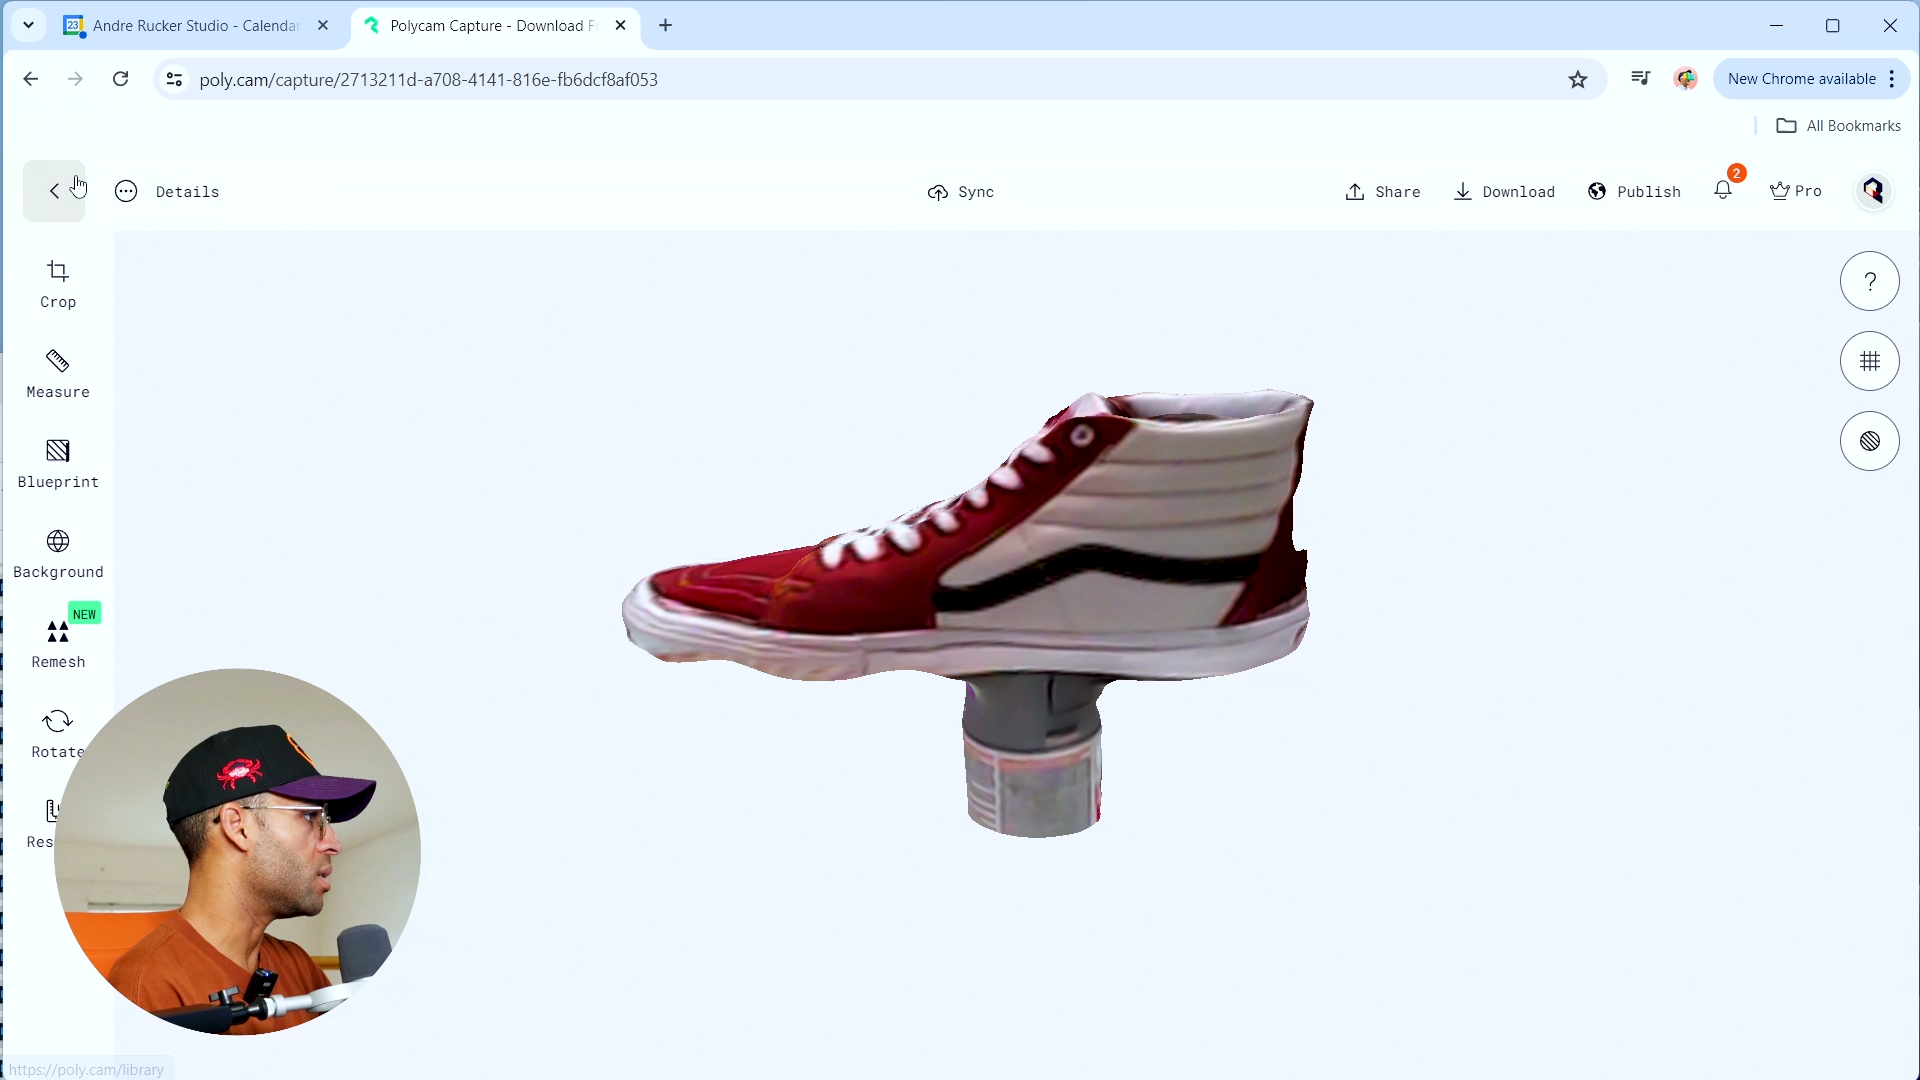 Andre Rucker Studio - Calenda
Polycam Capture - Download F
poly.cam/capture/2713211d-a708-4141-816e-fb6dcf8af053
New Chrome available
All Bookmarks
Details
Sync
Share
Download
Publish
2
Pro
Crop
Measure
Blueprint
Background
NEW
Remesh
Rotate
Res
https://poly.cam/library
23
?